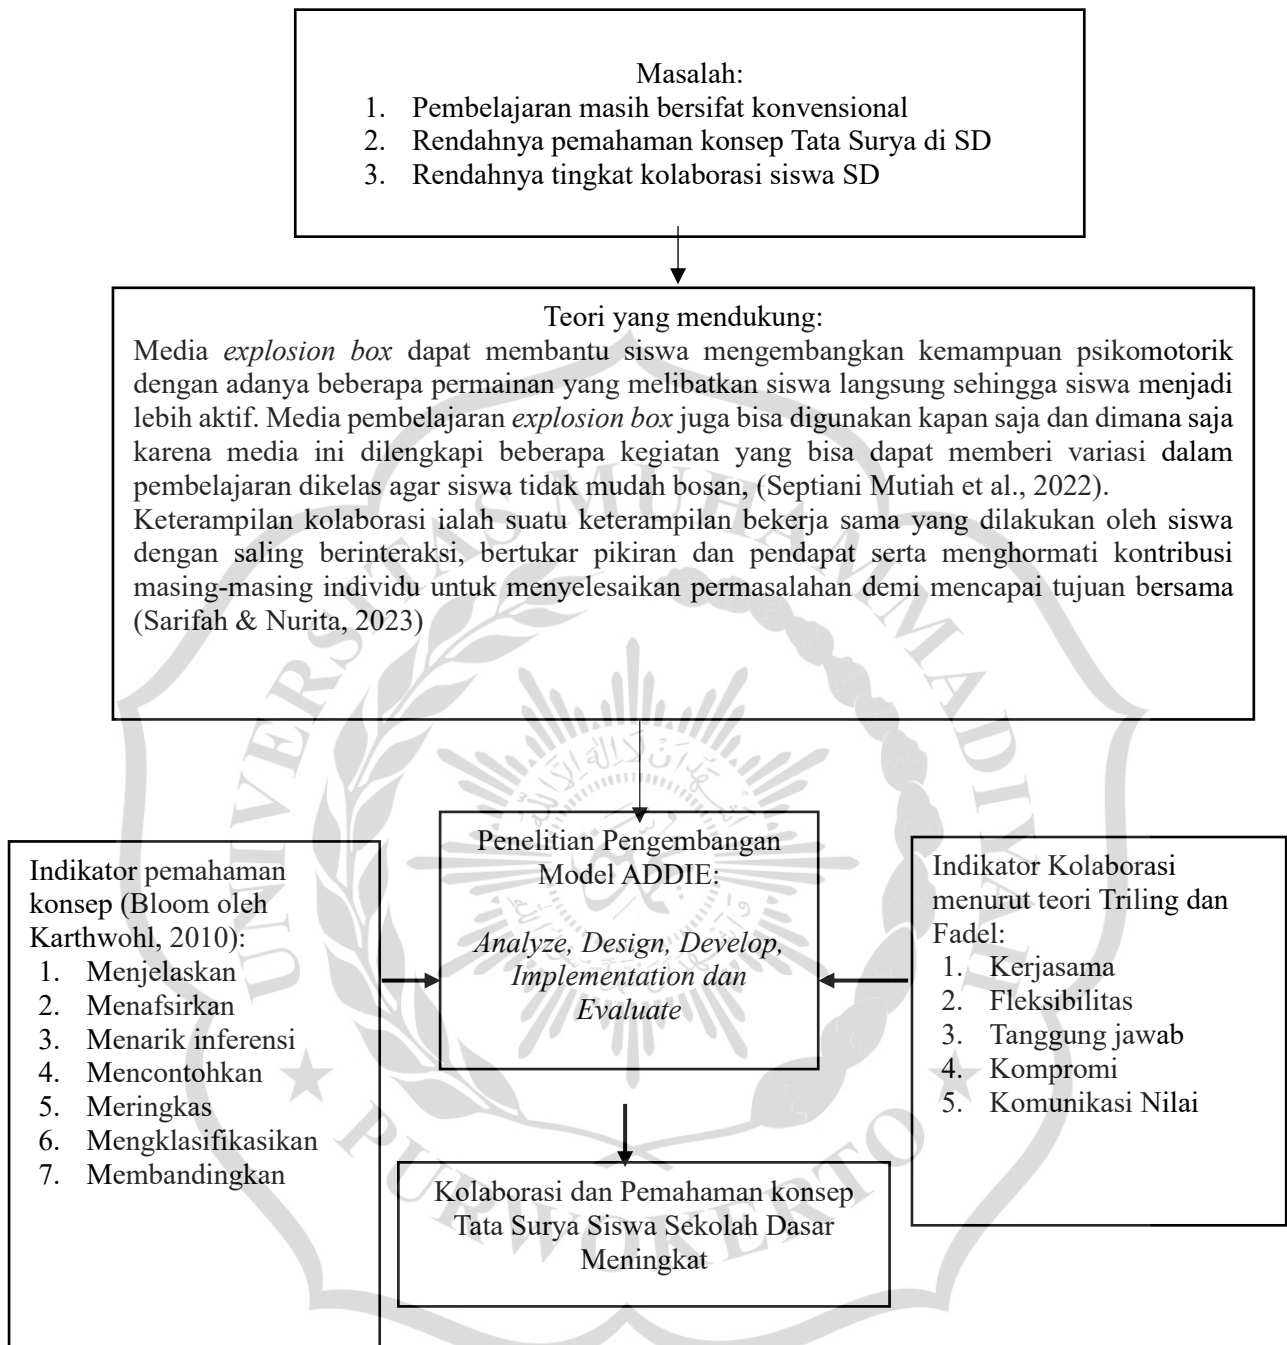 Masalah:
1. Pembelajaran masih bersifat konvensional
2. Rendahnya pemahaman konsep Tata Surya di SD
3. Rendahnya tingkat kolaborasi siswa SD
Teori yang mendukung:
Media explosion box dapat membantu siswa mengembangkan kemampuan psikomotorik
dengan adanya beberapa permainan yang melibatkan siswa langsung sehingga siswa menjadi
lebih aktif. Media pembelajaran explosion box juga bisa digunakan kapan saja dan dimana saja
karena media ini dilengkapi beberapa kegiatan yang bisa dapat memberi variasi dalam
pembelajaran dikelas agar siswa tidak mudah bosan, (Septiani Mutiah et al., 2022).
Keterampilan kolaborasi ialah suatu keterampilan bekerja sama yang dilakukan oleh siswa
dengan saling berinteraksi, bertukar pikiran dan pendapat serta menghormati kontribusi
masing-masing individu untuk menyelesaikan permasalahan demi mencapai tujuan bersama
(Sarifah & Nurita, 2023)
Indikator pemahaman
konsep (Bloom oleh
Karthwohl, 2010):
1. Menjelaskan
2. Menafsirkan
3. Menarik inferensi
4. Mencontohkan
5. Meringkas
6. Mengklasifikasikan
7. Membandingkan
Penelitian Pengembangan
Model ADDIE:
Analyze, Design, Develop,
Implementation dan
Evaluate
Indikator Kolaborasi
menurut teori Triling dan
Fadel:
1. Kerjasama
2. Fleksibilitas
3. Tanggung jawab
4. Kompromi
5. Komunikasi Nilai
Kolaborasi dan Pemahaman konsep
Tata Surya Siswa Sekolah Dasar
Meningkat
UNIVERSITAS MUHAMMADIYAH
PURWOKERTO